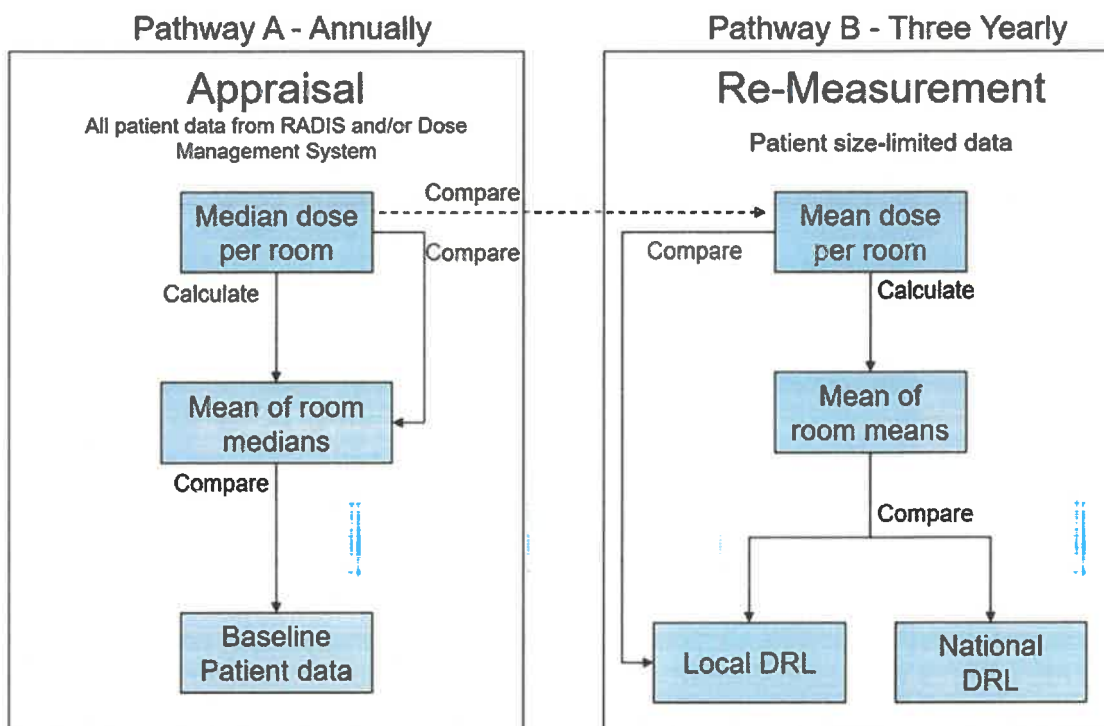 Pathway A - Annually
Appraisal
All patient data from RADIS and/or Dose
Management System
Median dose
per room
Compare
Compare
Calculate
Mean of room
medians
Compare
Baseline
Patient data
Pathway B - Three Yearly
Re-Measurement
Patient size-limited data
Mean dose
per room
Compare
Calculate
Mean of
room means
Compare
Local DRL
National
DRL